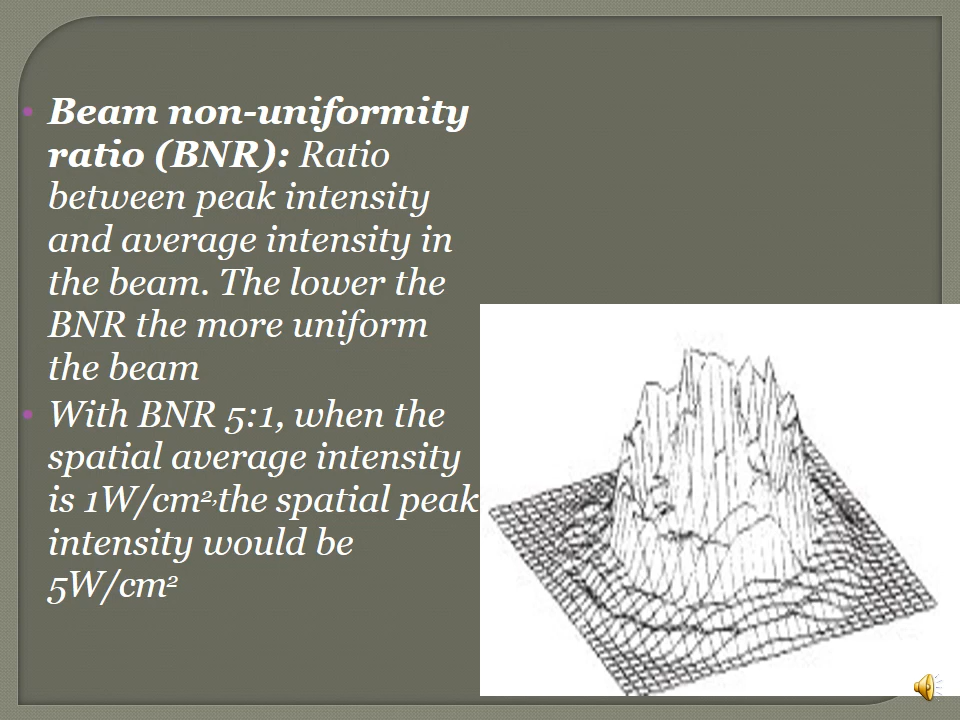 • Beam non-uniformity
ratio (BNR): Ratio
between peak intensity
and average intensity in
the beam. The lower the
BNR the more uniform
the beam
• With BNR 5:1, when the
spatial average intensity
is 1W/cm²,the spatial peak
intensity would be
5W/cm²